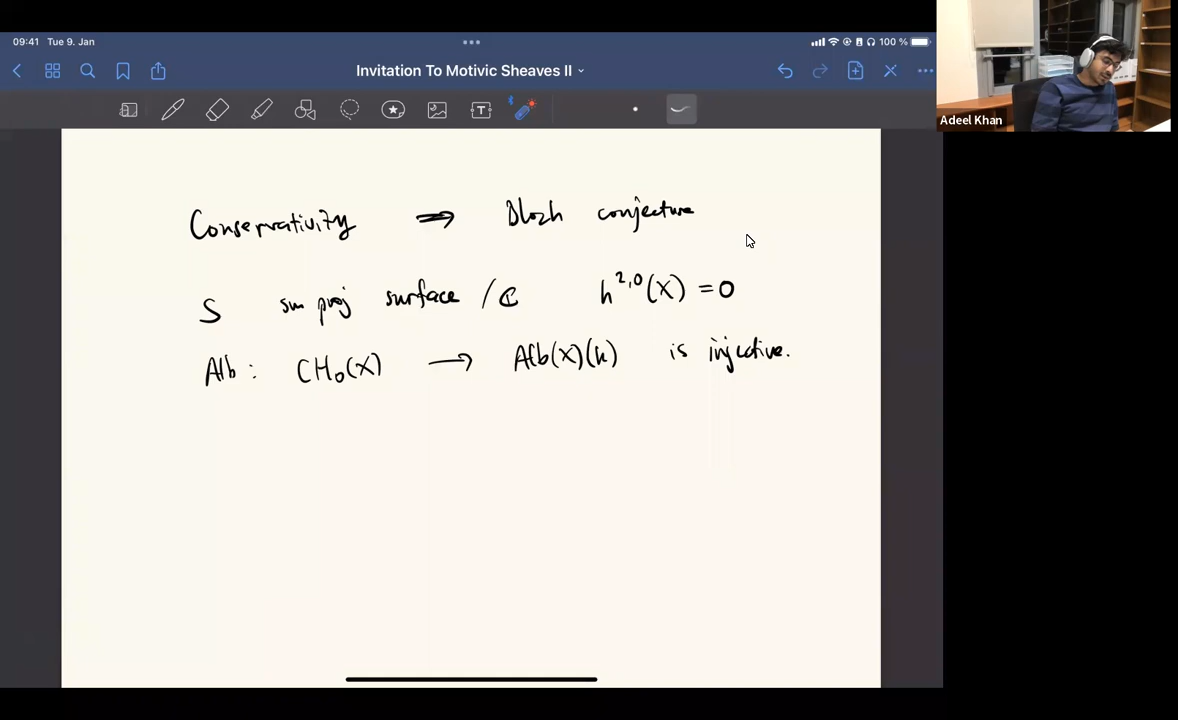 09:41 Tue 9. Jan
100 %
Invitation To Motivic Sheaves II
Adeel Khan
Conservativity ⇒ Bloch conjecture
S sm proj surface / ℂ h^{2,0}(X) = 0
Alb : CH₀(X) → Alb(X)(k) is injective.